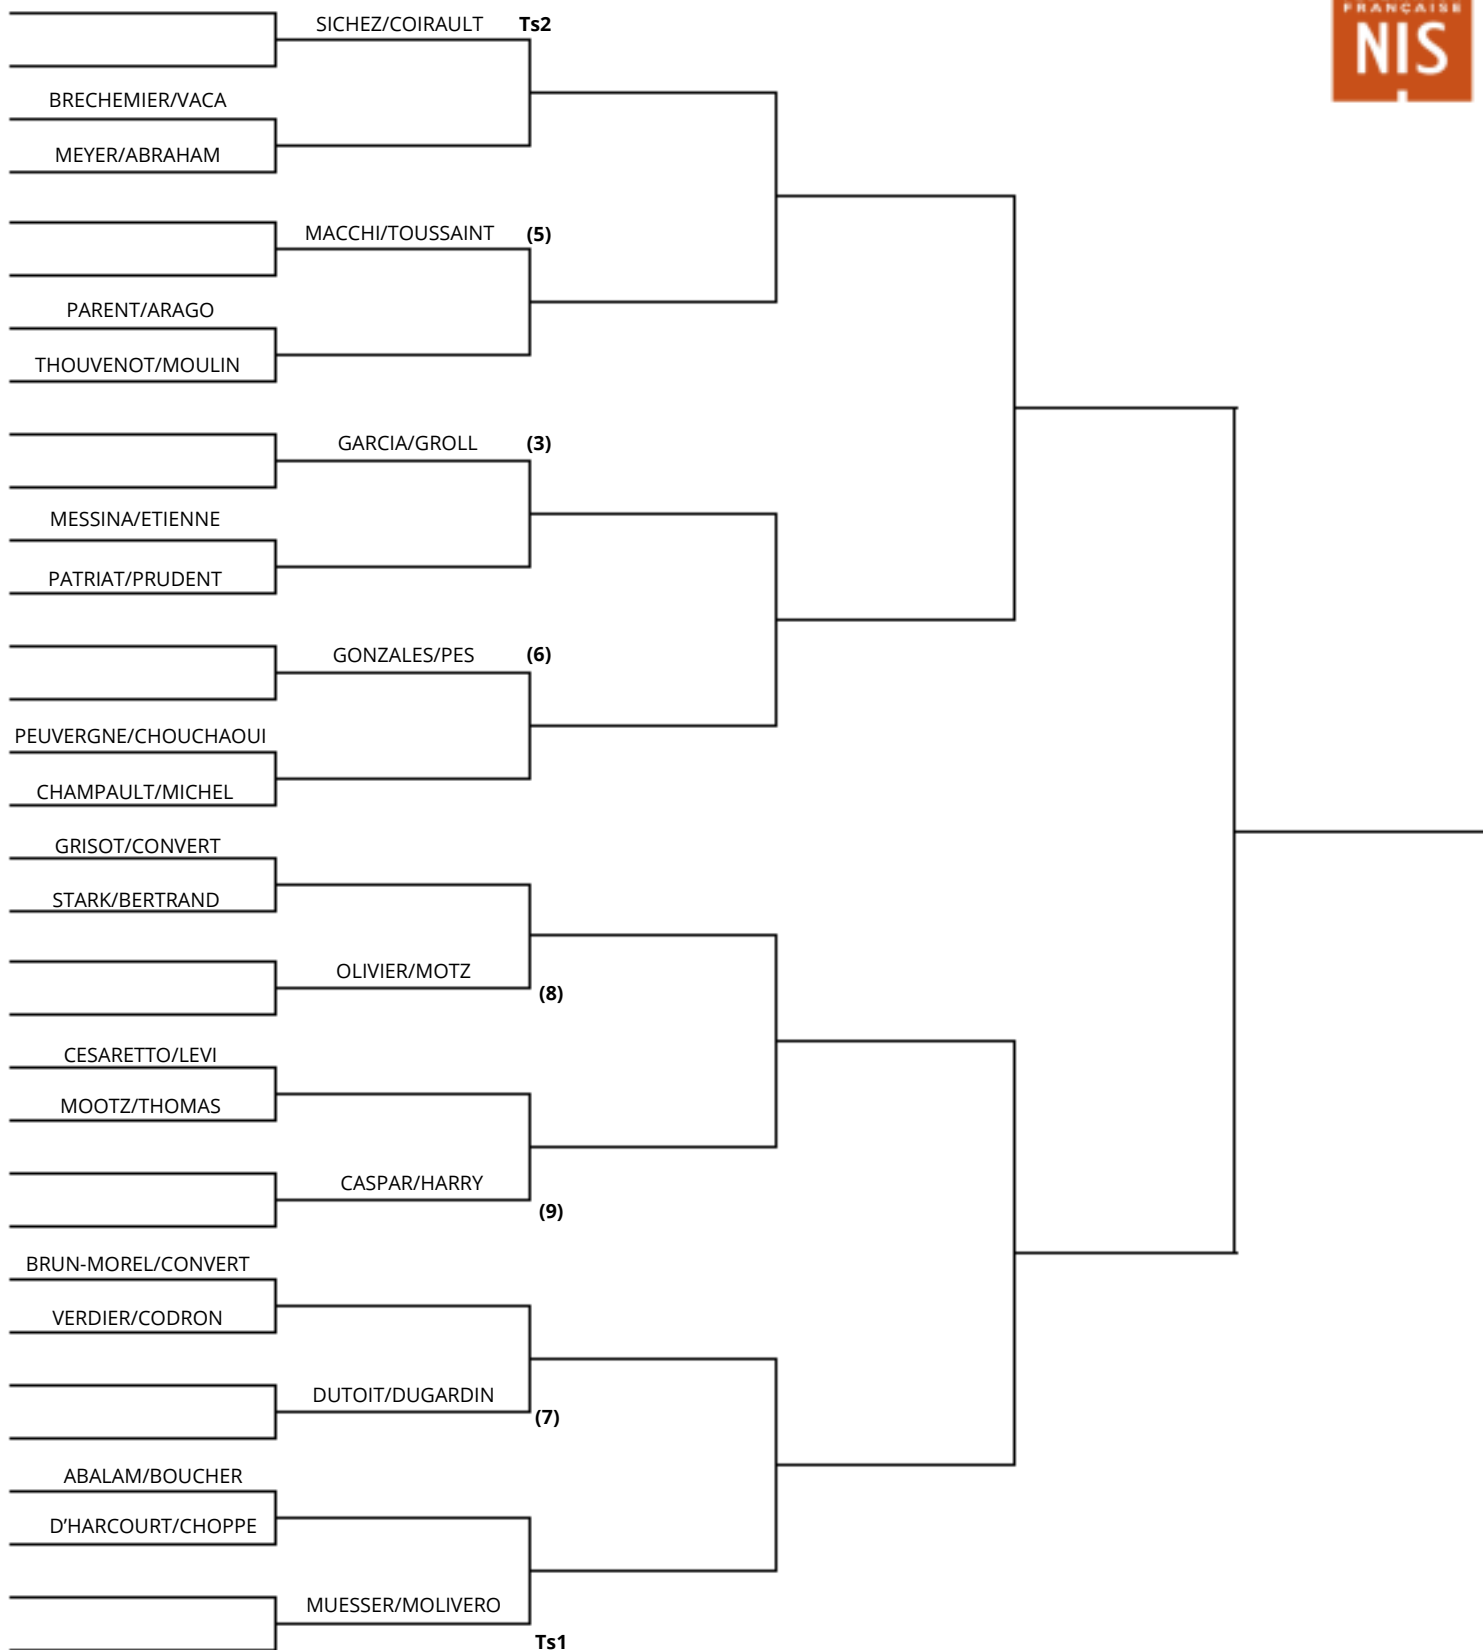 FRANÇAISE
NIS
SICHEZ/COIRAULT Ts2
BRECHEMIER/VACA
MEYER/ABRAHAM
MACCHI/TOUSSAINT (5)
PARENT/ARAGO
THOUVENOT/MOULIN
GARCIA/GROLL (3)
MESSINA/ETIENNE
PATRIAT/PRUDENT
GONZALES/PES (6)
PEUVERGNE/CHOUCHAOUI
CHAMPAULT/MICHEL
GRISOT/CONVERT
STARK/BERTRAND
OLIVIER/MOTZ
(8)
CESARETTO/LEVI
MOOTZ/THOMAS
CASPAR/HARRY
(9)
BRUN-MOREL/CONVERT
VERDIER/CODRON
DUTOIT/DUGARDIN
(7)
ABALAM/BOUCHER
D’HARCOURT/CHOPPE
MUESSER/MOLIVERO
Ts1